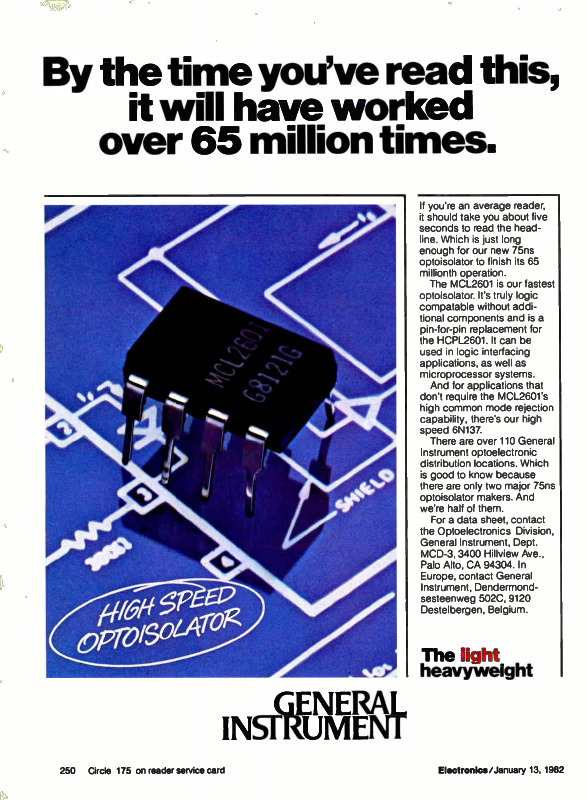 By the time you've read this,
it will have worked
over 65 million times.
MCL2601
G8121G
2
3
4
SHIELD
HIGH SPEED
OPTOISOLATOR
If you're an average reader,
it should take you about five
seconds to read the head-
line. Which is just long
enough for our new 75ns
optoisolator to finish its 65
millionth operation.
The MCL2601 is our fastest
optoisolator. It's truly logic
compatable without addi-
tional components and is a
pin-for-pin replacement for
the HCPL2601. It can be
used in logic interfacing
applications, as well as
microprocessor systems.
And for applications that
don't require the MCL2601's
high common mode rejection
capability, there's our high
speed 6N137.
There are over 110 General
Instrument optoelectronic
distribution locations. Which
is good to know because
there are only two major 75ns
optoisolator makers. And
we're half of them.
For a data sheet, contact
the Optoelectronics Division,
General Instrument, Dept.
MCD-3, 3400 Hillview Ave.,
Palo Alto, CA 94304. In
Europe, contact General
Instrument, Dendermond-
sesteenweg 502C, 9120
Destelbergen, Belgium.
The light
heavyweight
GENERAL
INSTRUMENT
250 Circle 175 on reader service card
Electronics/January 13, 1982